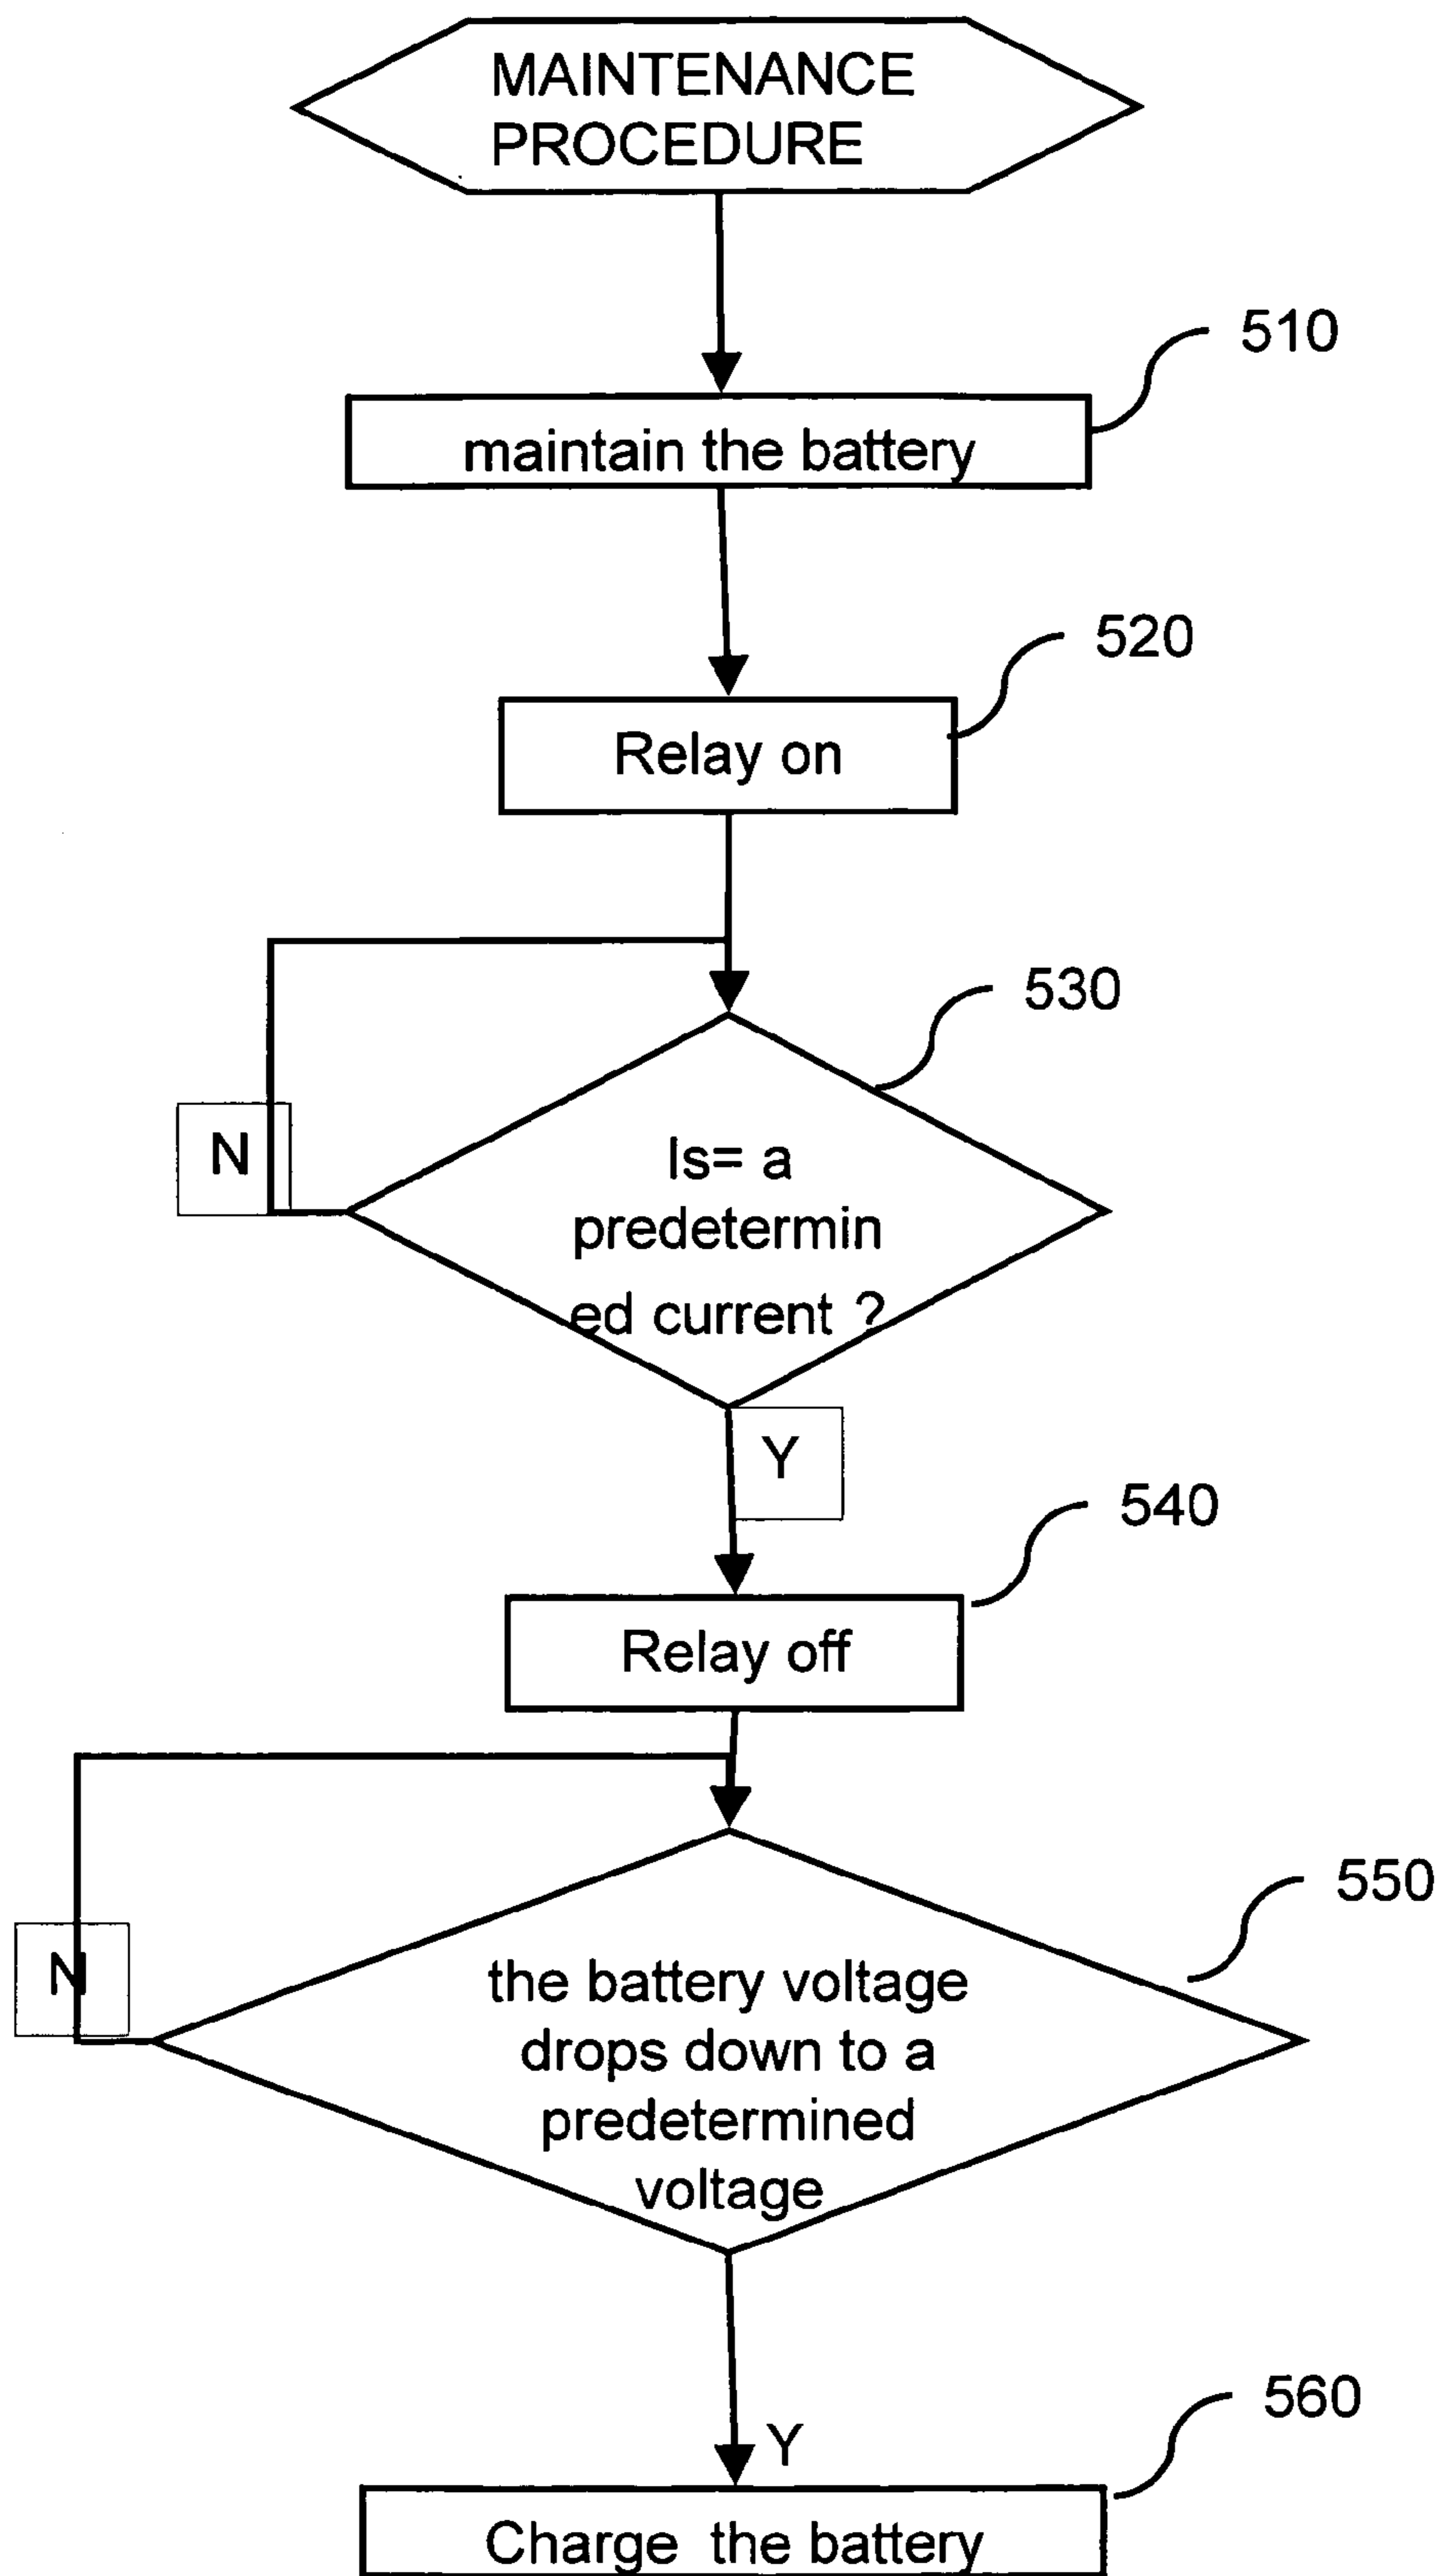 MAINTENANCE
PROCEDURE
510
maintain the battery
520
Relay on
530
N
Is= a
predetermin
ed current ?
Y
540
Relay off
550
N
the battery voltage
drops down to a
predetermined
voltage
560
Y
Charge the battery